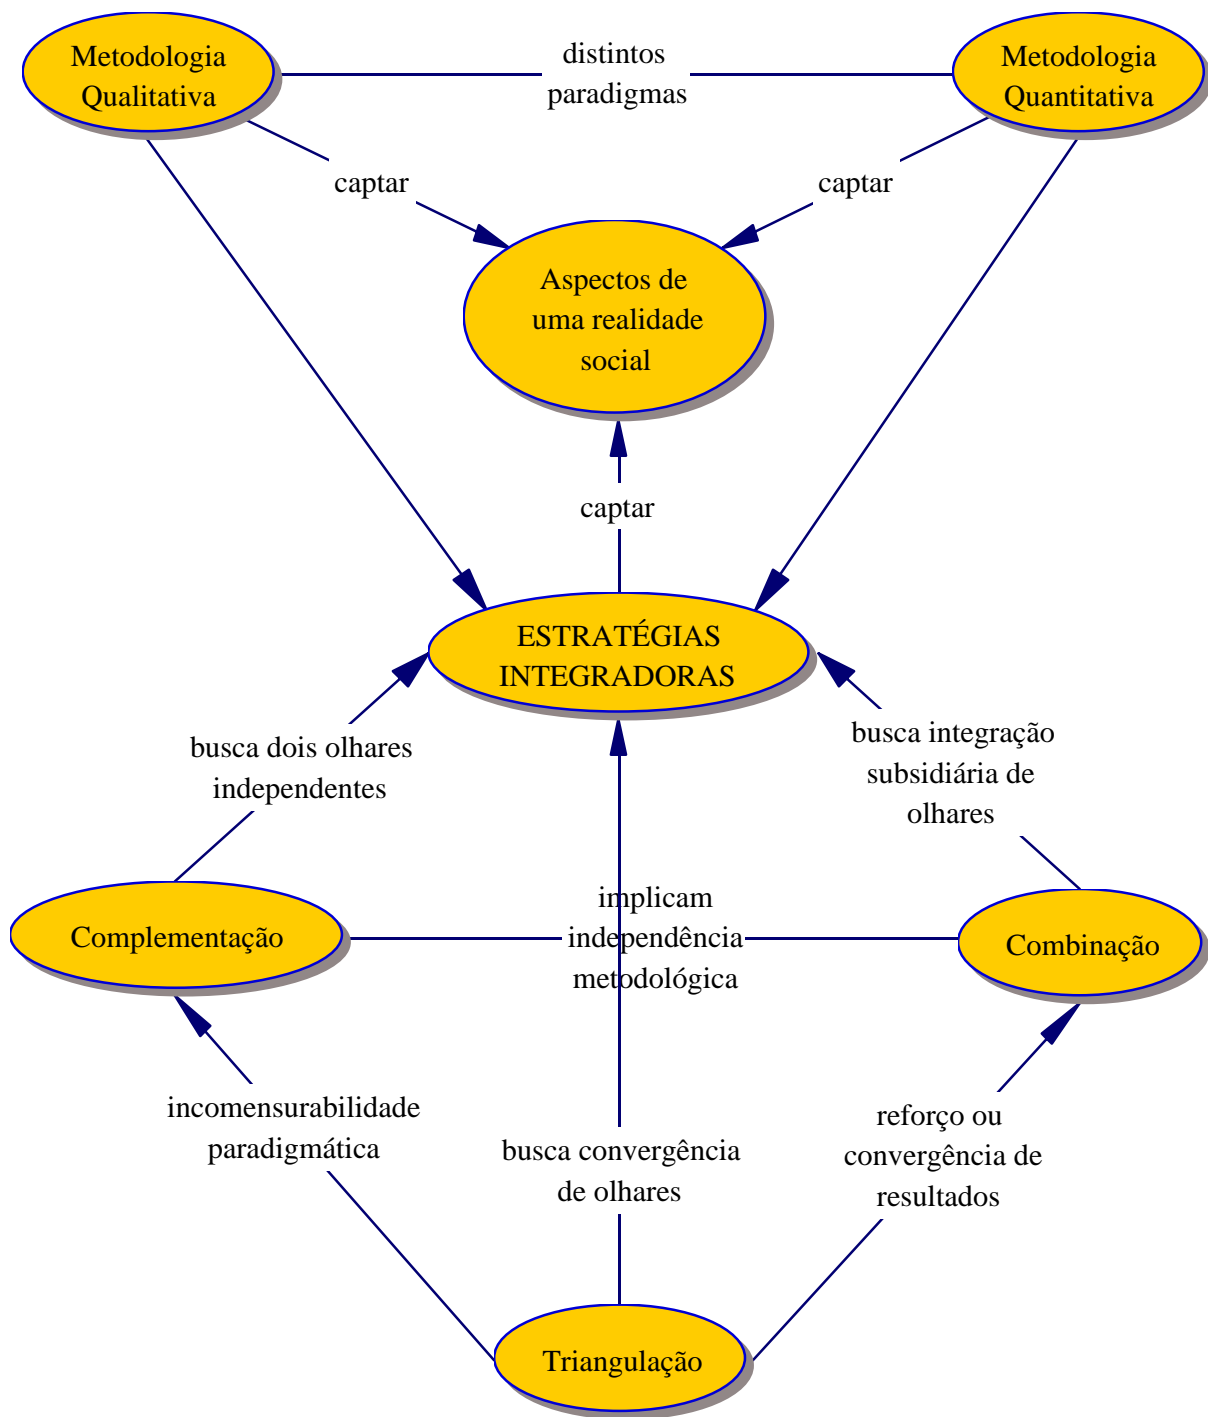 Metodologia
Qualitativa
distintos
paradigmas
Metodologia
Quantitativa
captar
captar
Aspectos de
uma realidade
social
captar
ESTRATÉGIAS
INTEGRADORAS
busca dois olhares
independentes
busca integração
subsidiária de
olhares
implicam
independência
metodológica
Complementação
Combinação
incomensurabilidade
paradigmática
busca convergência
de olhares
reforço ou
convergência de
resultados
Triangulação